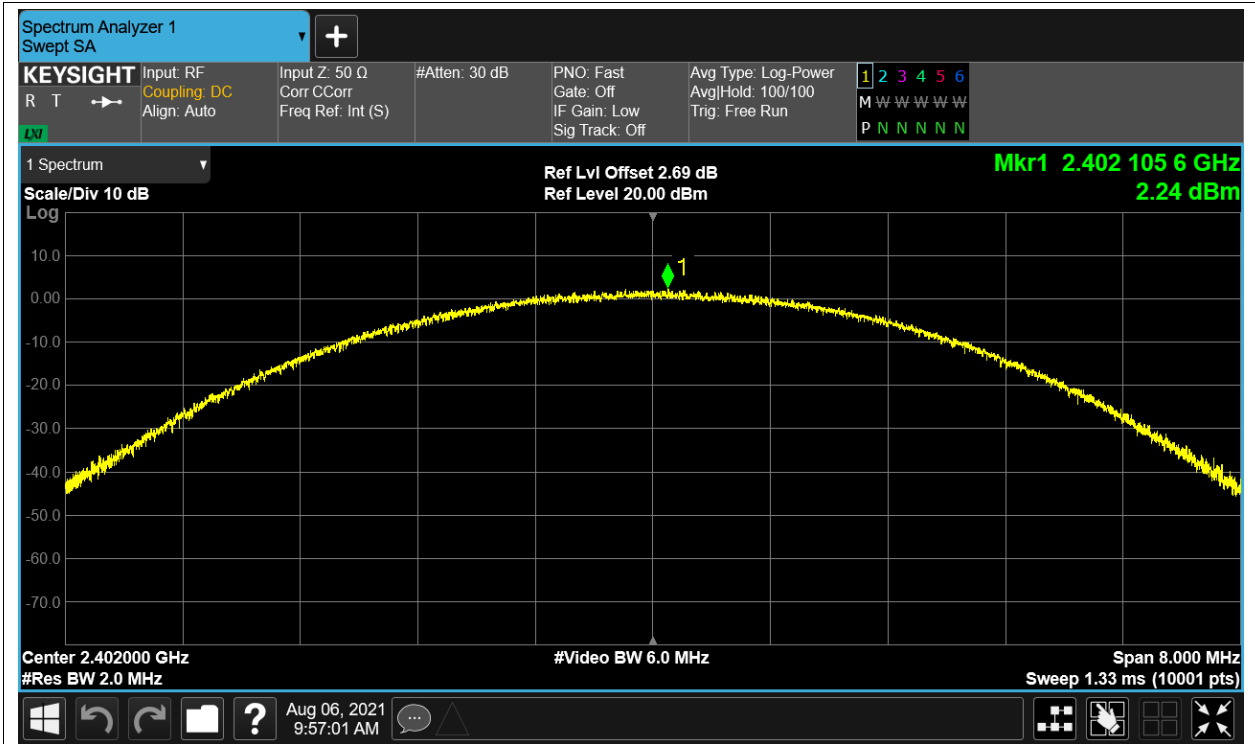 Spectrum Analyzer 1
Swept SA
+
KEYSIGHT
R T
LXI
Input: RF
Coupling: DC
Align: Auto
Input Z: 50 Ω
Corr CCorr
Freq Ref: Int (S)
#Atten: 30 dB
PNO: Fast
Gate: Off
IF Gain: Low
Sig Track: Off
Avg Type: Log-Power
Avg|Hold: 100/100
Trig: Free Run
1 2 3 4 5 6
M W W W W W
P N N N N N
1 Spectrum
Scale/Div 10 dB
Log
Ref Lvl Offset 2.69 dB
Ref Level 20.00 dBm
Mkr1 2.402 105 6 GHz
2.24 dBm
1
10.0
0.00
-10.0
-20.0
-30.0
-40.0
-50.0
-60.0
-70.0
Center 2.402000 GHz
#Video BW 6.0 MHz
Span 8.000 MHz
#Res BW 2.0 MHz
Sweep 1.33 ms (10001 pts)
?
Aug 06, 2021
9:57:01 AM